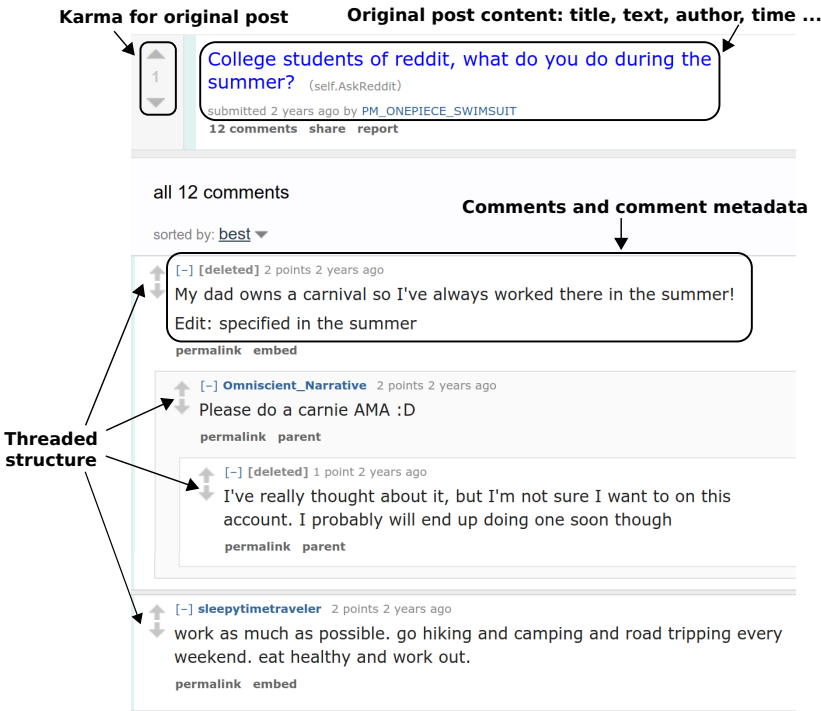 Karma for original post
Original post content: title, text, author, time ...
1
College students of reddit, what do you do during the
summer? (self.AskReddit)
submitted 2 years ago by PM_ONEPIECE_SWIMSUIT
12 comments share report
all 12 comments
Comments and comment metadata
sorted by: best
[–] [deleted] 2 points 2 years ago
My dad owns a carnival so I've always worked there in the summer!
Edit: specified in the summer
permalink embed
[–] Omniscient_Narrative 2 points 2 years ago
Please do a carnie AMA :D
permalink parent
Threaded
structure
[–] [deleted] 1 point 2 years ago
I've really thought about it, but I'm not sure I want to on this
account. I probably will end up doing one soon though
permalink parent
[–] sleepytimetraveler 2 points 2 years ago
work as much as possible. go hiking and camping and road tripping every
weekend. eat healthy and work out.
permalink embed